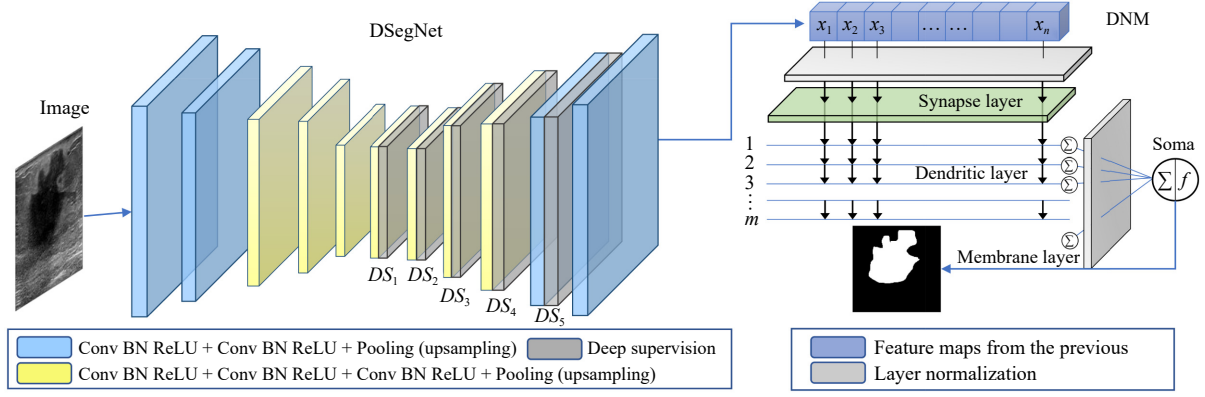 DSegNet
DNM
x₁ x₂ x₃ … … xₙ
Image
Synapse layer
Soma
1
2
3
⋮
m
Σ
Σ
Σ
Σ
Σ f
Dendritic layer
Membrane layer
DS₁
DS₂
DS₃
DS₄
DS₅
Conv BN ReLU + Conv BN ReLU + Pooling (upsampling)
Deep supervision
Conv BN ReLU + Conv BN ReLU + Conv BN ReLU + Pooling (upsampling)
Feature maps from the previous
Layer normalization